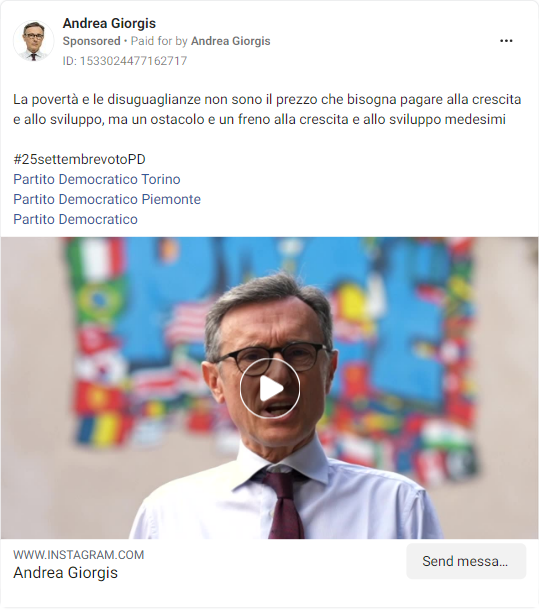 Andrea Giorgis
Sponsored • Paid for by Andrea Giorgis
ID: 1533024477162717
La povertà e le disuguaglianze non sono il prezzo che bisogna pagare alla crescita
e allo sviluppo, ma un ostacolo e un freno alla crescita e allo sviluppo medesimi
#25settembrevotoPD
Partito Democratico Torino
Partito Democratico Piemonte
Partito Democratico
WWW.INSTAGRAM.COM
Andrea Giorgis
Send messa...